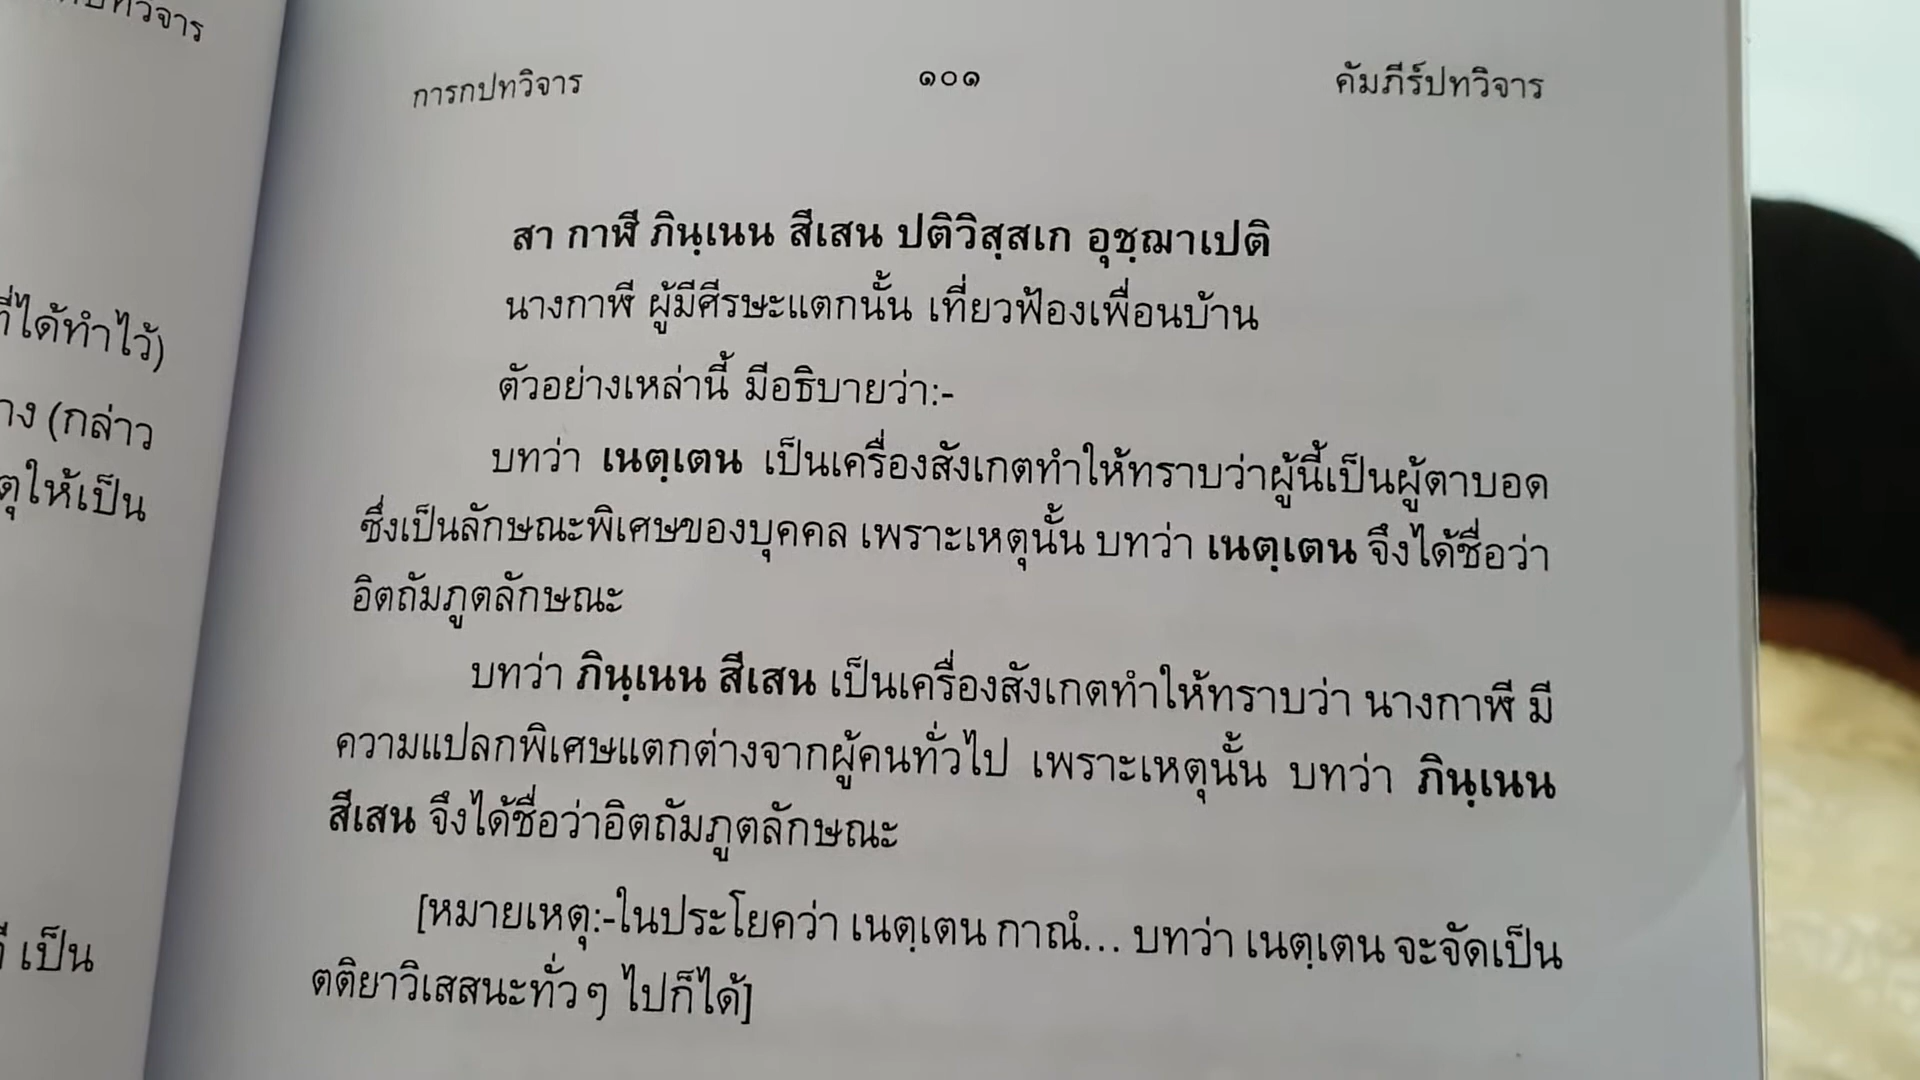 ที่ได้ทำไว้)
(กล่าว
ให้เป็น
เป็น
การกปทวิจาร ๑๐๑ คัมภีร์ปทวิจาร
สา กาฬี ภินฺเนน สีเสน ปติวิสฺสเก อุชฺฌาเปติ
นางกาฬี ผู้มีศีรษะแตกนั้น เที่ยวฟ้องเพื่อนบ้าน
ตัวอย่างเหล่านี้ มีอธิบายว่า:-
บทว่า เนตฺเตน เป็นเครื่องสังเกตทำให้ทราบว่าผู้นี้เป็นผู้ตาบอด
ซึ่งเป็นลักษณะพิเศษของบุคคล เพราะเหตุนั้น บทว่า เนตฺเตน จึงได้ชื่อว่า
อิตถัมภูตลักษณะ
บทว่า ภินฺเนน สีเสน เป็นเครื่องสังเกตทำให้ทราบว่า นางกาฬี มี
ความแปลกพิเศษแตกต่างจากผู้คนทั่วไป เพราะเหตุนั้น บทว่า ภินฺเนน
สีเสน จึงได้ชื่อว่าอิตถัมภูตลักษณะ
[หมายเหตุ:-ในประโยคว่า เนตฺเตน กาณํ... บทว่า เนตฺเตน จะจัดเป็น
ตติยาวิเสสนะทั่วๆ ไปก็ได้]